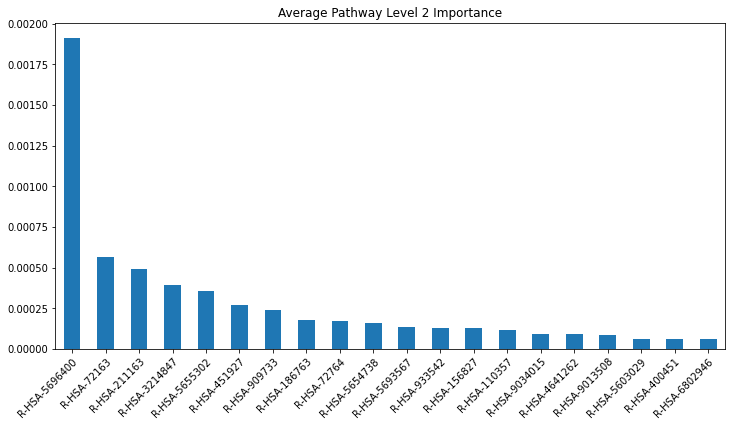 Average Pathway Level 2 Importance
0.00200
0.00175
0.00150
0.00125
0.00100
0.00075
0.00050
0.00025
0.00000
R-HSA-5696400
R-HSA-72163
R-HSA-211163
R-HSA-3214847
R-HSA-5655302
R-HSA-451927
R-HSA-909733
R-HSA-186763
R-HSA-72764
R-HSA-5654738
R-HSA-5693567
R-HSA-933542
R-HSA-156827
R-HSA-110357
R-HSA-9034015
R-HSA-4641262
R-HSA-9013508
R-HSA-5603029
R-HSA-400451
R-HSA-6802946